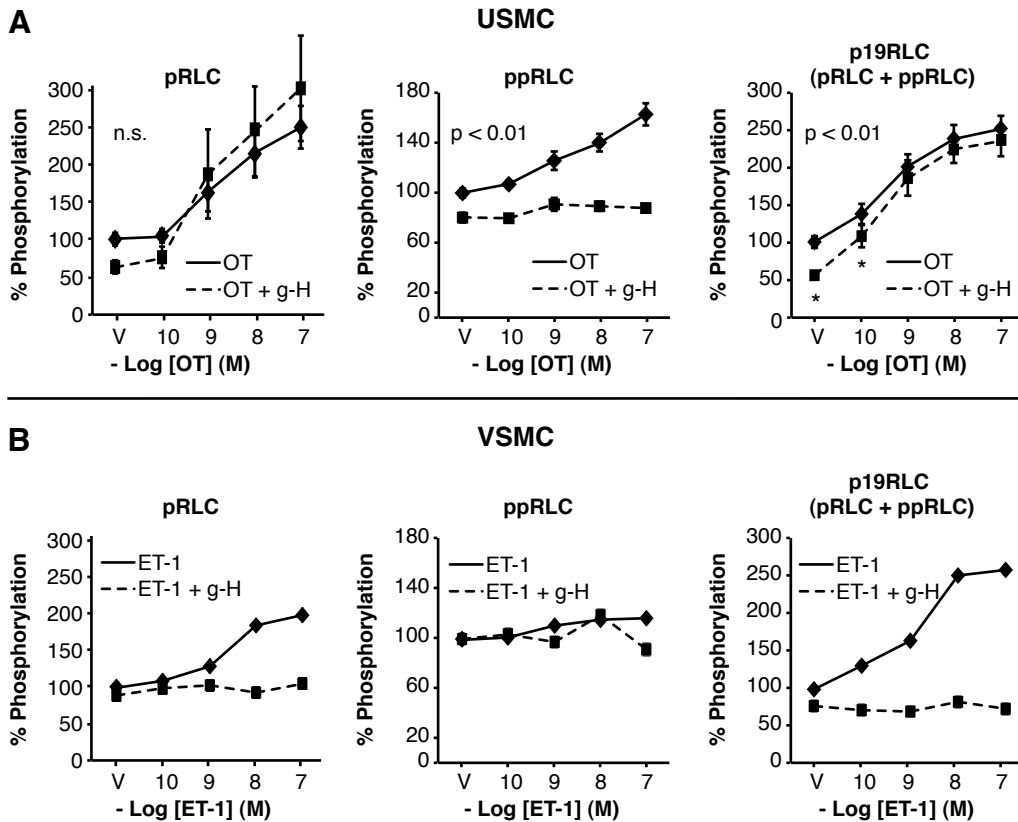 A
USMC
pRLC
% Phosphorylation
300
250
200
150
100
50
0
n.s.
OT
OT + g-H
V 10 9 8 7
- Log [OT] (M)
ppRLC
% Phosphorylation
180
140
100
60
20
0
p < 0.01
OT
OT + g-H
V 10 9 8 7
- Log [OT] (M)
p19RLC
(pRLC + ppRLC)
% Phosphorylation
300
250
200
150
100
50
0
p < 0.01
OT
OT + g-H
*
*
V 10 9 8 7
- Log [OT] (M)
B
VSMC
pRLC
% Phosphorylation
300
250
200
150
100
50
0
ET-1
ET-1 + g-H
V 10 9 8 7
- Log [ET-1] (M)
ppRLC
% Phosphorylation
180
140
100
60
20
0
ET-1
ET-1 + g-H
V 10 9 8 7
- Log [ET-1] (M)
p19RLC
(pRLC + ppRLC)
% Phosphorylation
300
250
200
150
100
50
0
ET-1
ET-1 + g-H
V 10 9 8 7
- Log [ET-1] (M)